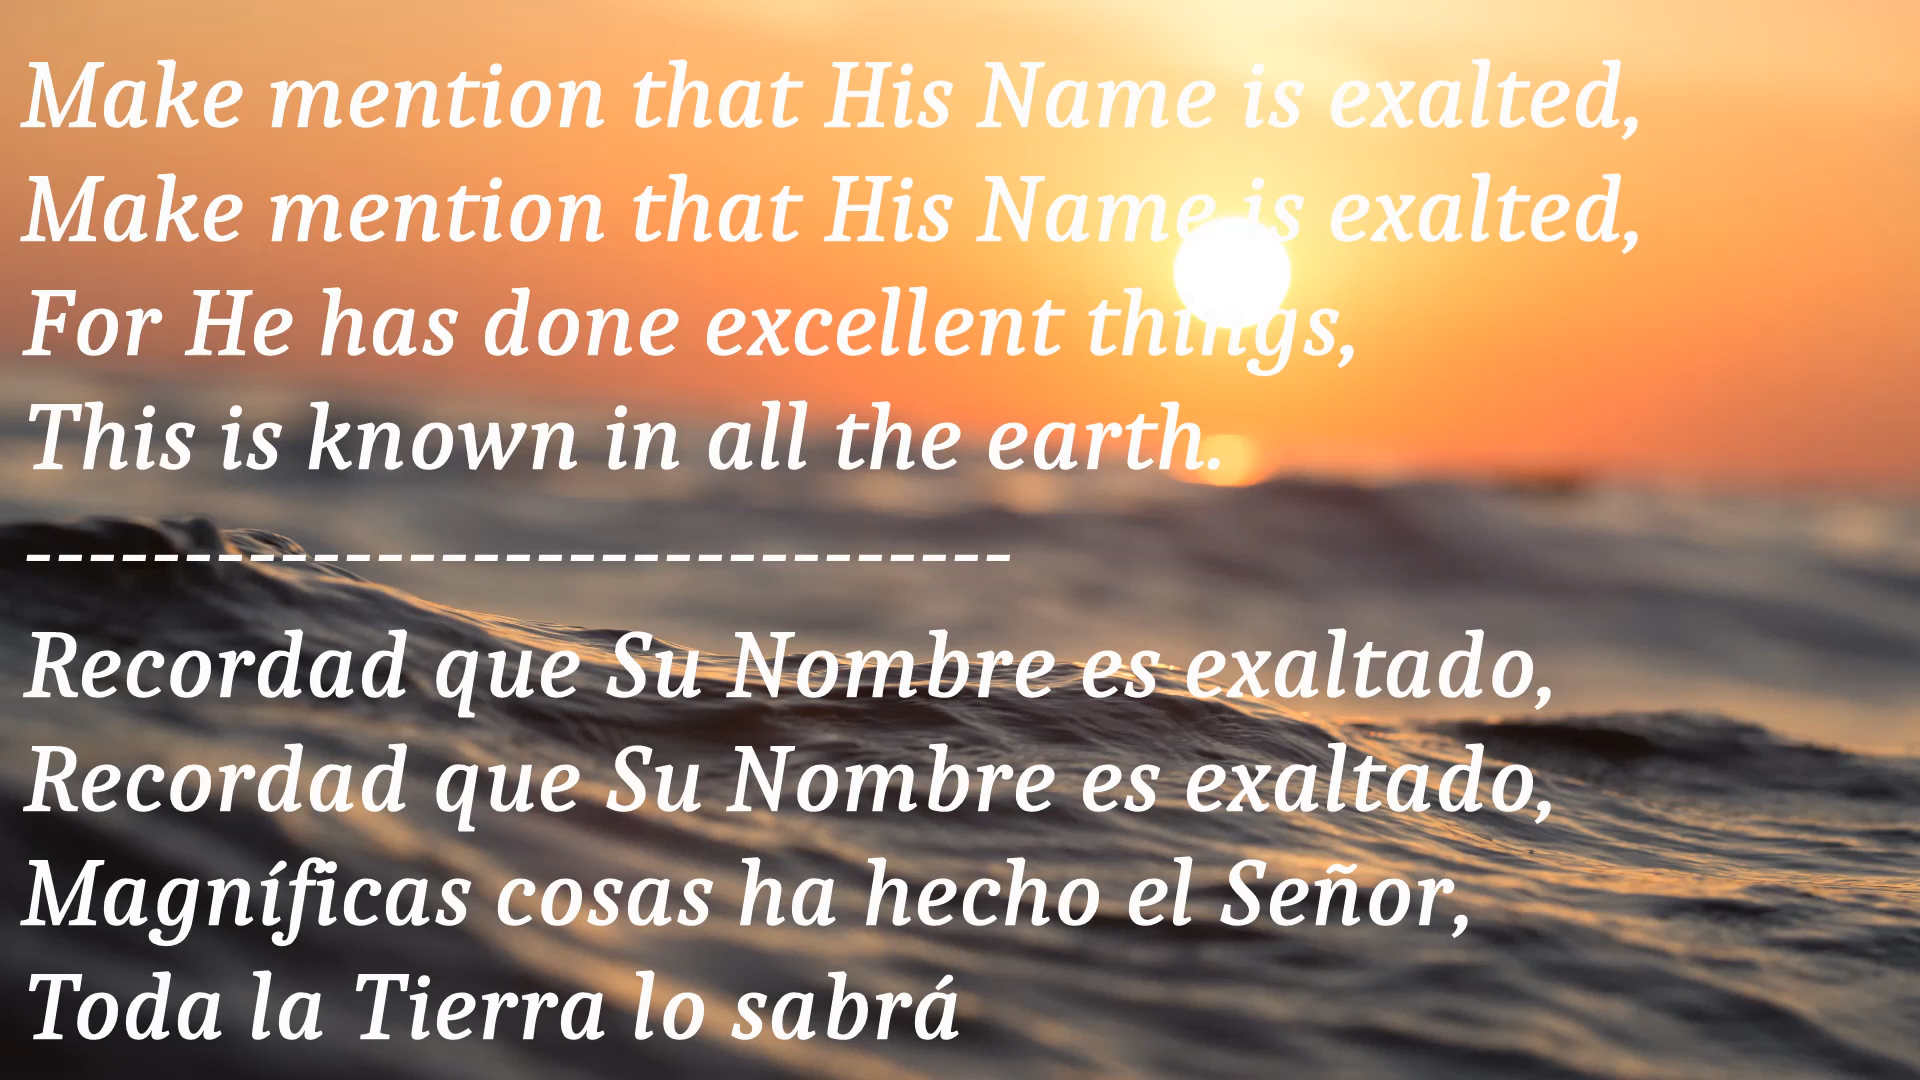 Make mention that His Name is exalted,
Make mention that His Name is exalted,
For He has done excellent things,
This is known in all the earth.
-------------------------------
Recordad que Su Nombre es exaltado,
Recordad que Su Nombre es exaltado,
Magníficas cosas ha hecho el Señor,
Toda la Tierra lo sabrá